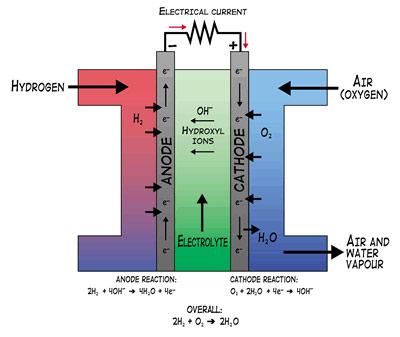 ELECTRICAL CURRENT
− +
HYDROGEN
AIR
(OXYGEN)
e⁻ e⁻
e⁻ e⁻
H₂
OH⁻
HYDROXYL
IONS
O₂
ANODE
CATHODE
e⁻ e⁻
e⁻ e⁻
e⁻ e⁻
ELECTROLYTE
H₂O
AIR AND
WATER
VAPOUR
ANODE REACTION:
2H₂ + 4OH⁻ → 4H₂O + 4e⁻
CATHODE REACTION:
O₂ + 2H₂O + 4e⁻ → 4OH⁻
OVERALL:
2H₂ + O₂ → 2H₂O